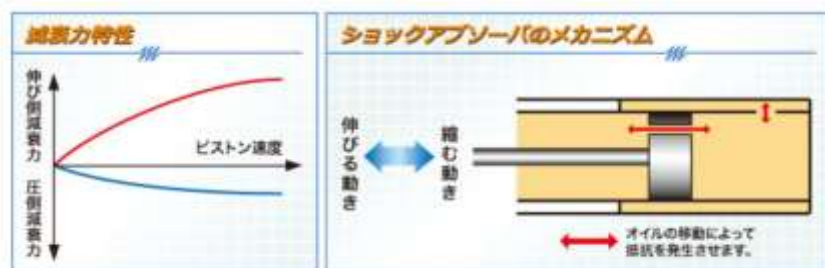 減衰力特性
伸び側減衰力
圧側減衰力
ピストン速度
ショックアブソーバのメカニズム
伸びる動き
縮む動き
オイルの移動によって
抵抗を発生させます。